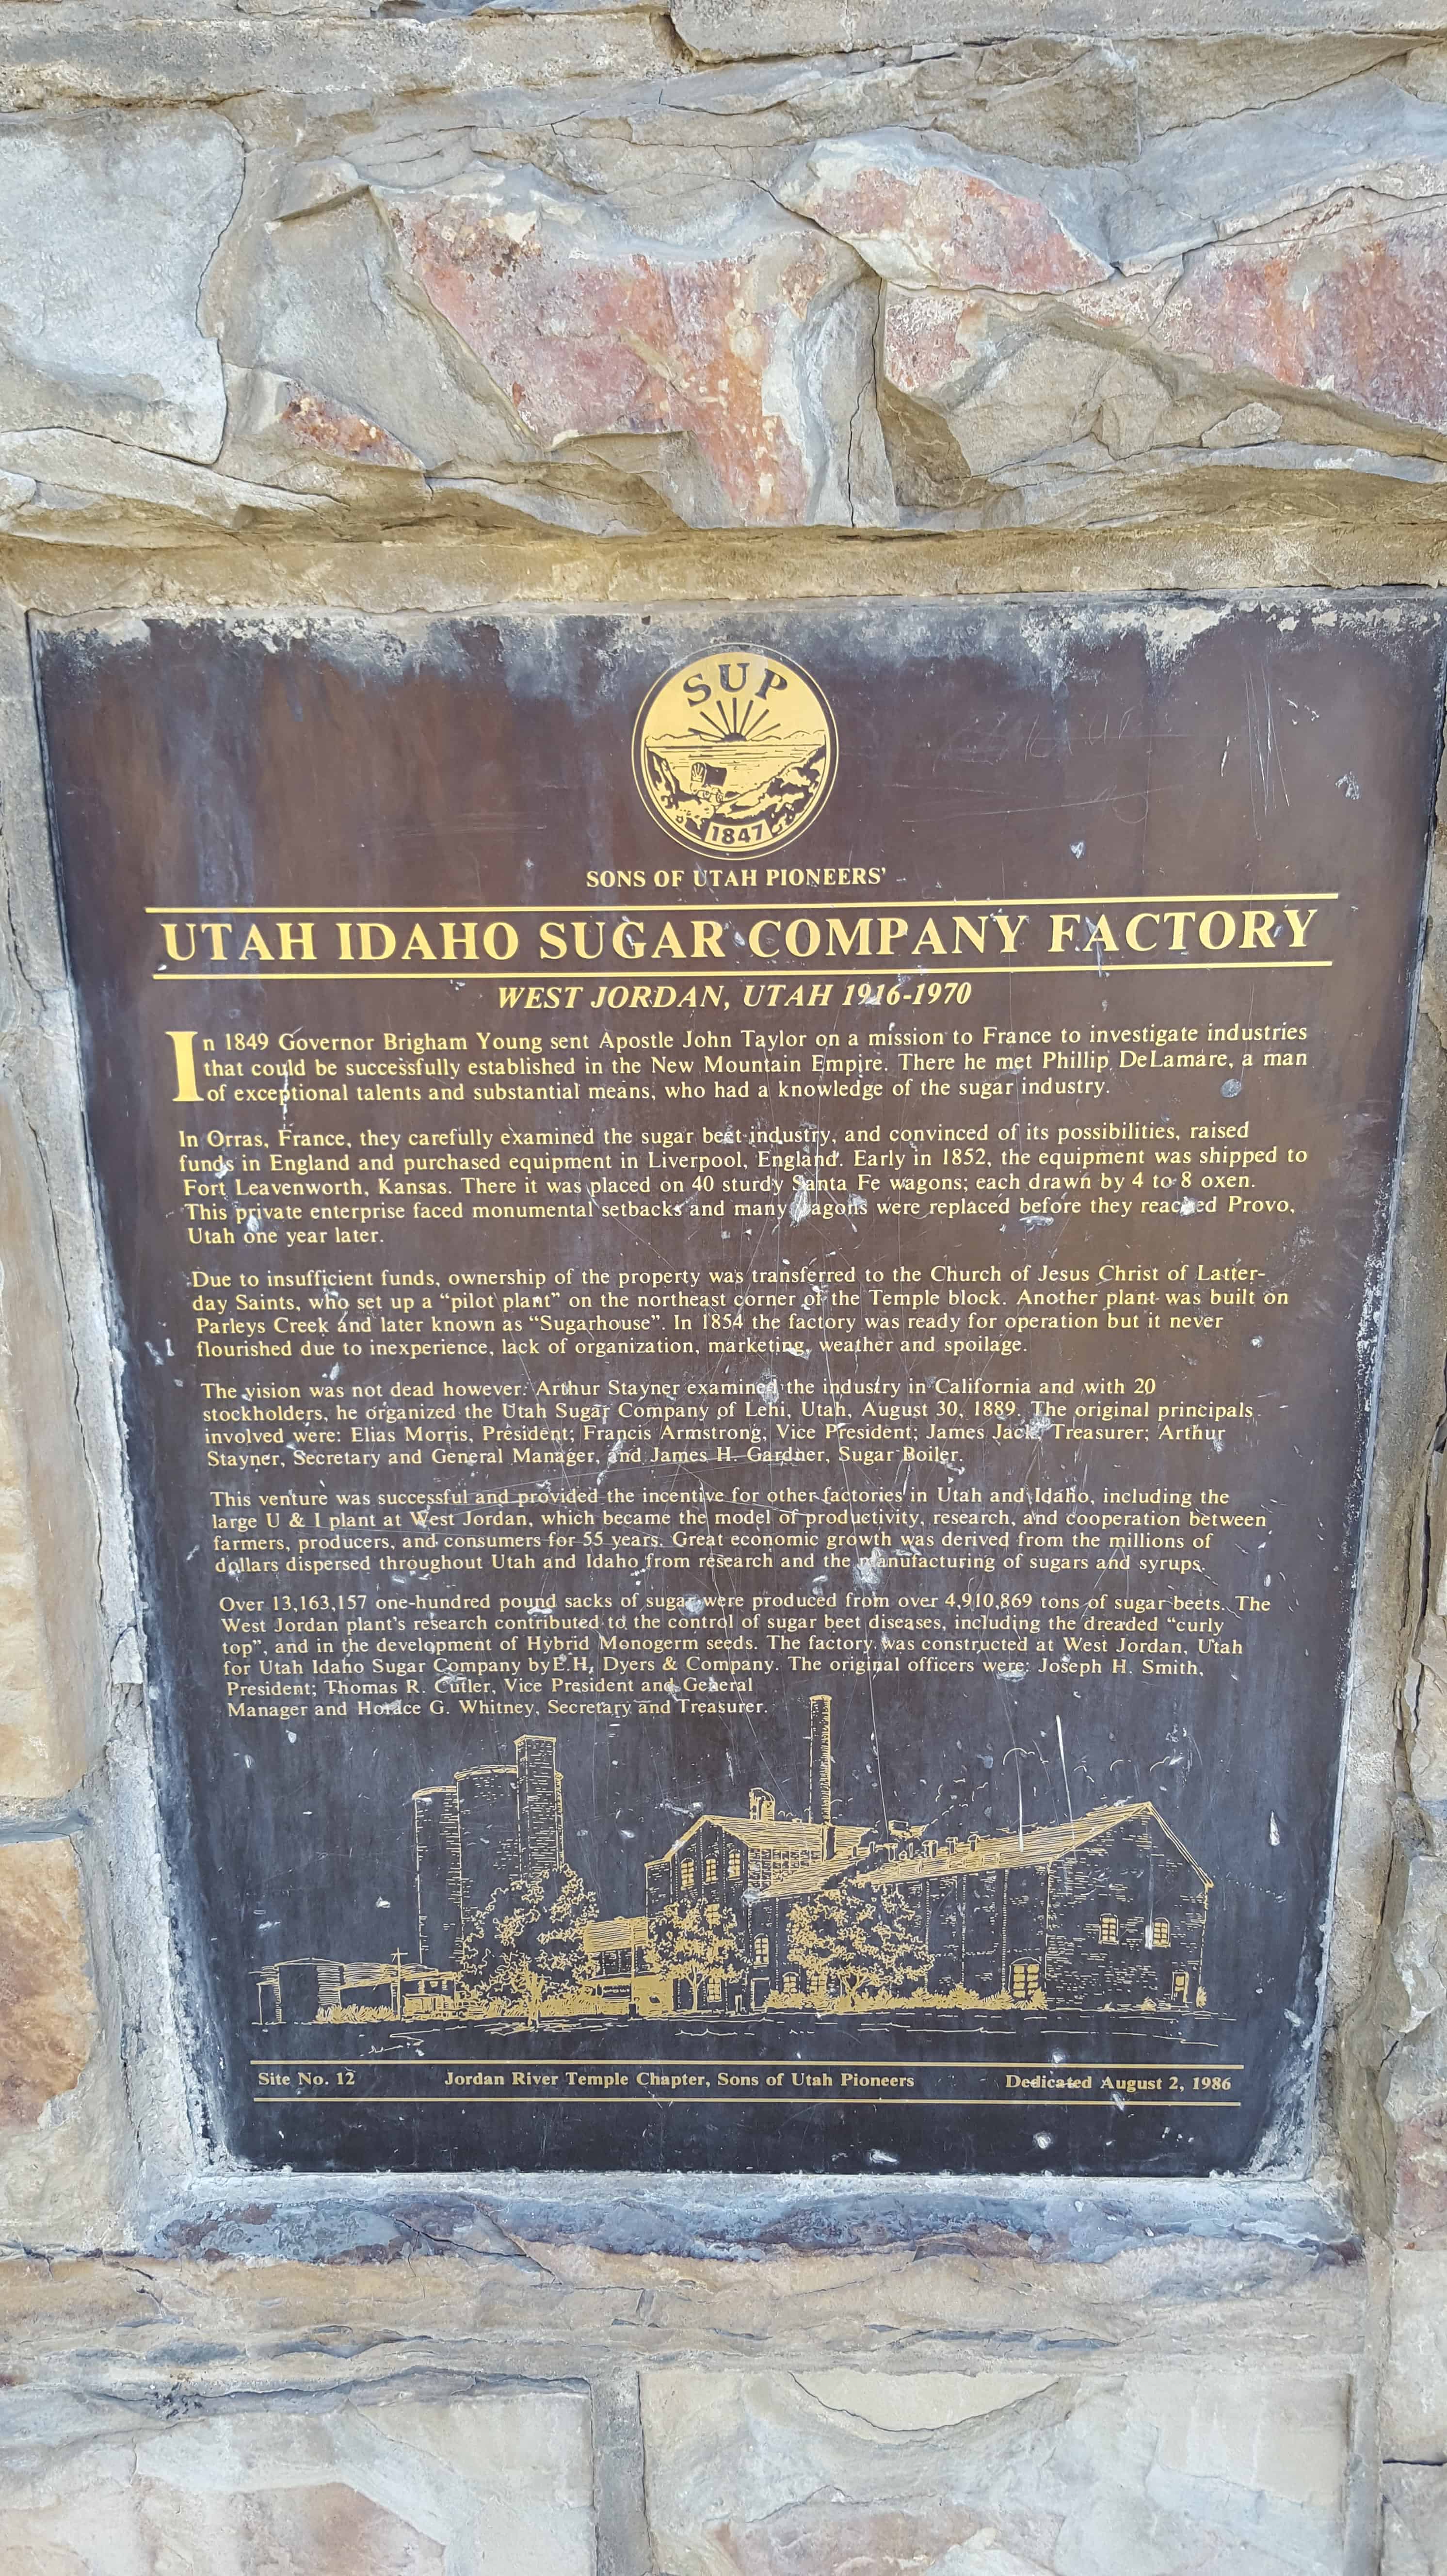 SUP
1847
SONS OF UTAH PIONEERS'
UTAH IDAHO SUGAR COMPANY FACTORY
WEST JORDAN, UTAH 1916-1970
In 1849 Governor Brigham Young sent Apostle John Taylor on a mission to France to investigate industries
that could be successfully established in the New Mountain Empire. There he met Phillip DeLamare, a man
of exceptional talents and substantial means, who had a knowledge of the sugar industry.
In Orras, France, they carefully examined the sugar beet industry, and convinced of its possibilities, raised
funds in England and purchased equipment in Liverpool, England. Early in 1852, the equipment was shipped to
Fort Leavenworth, Kansas. There it was placed on 40 sturdy Santa Fe wagons; each drawn by 4 to 8 oxen.
This private enterprise faced monumental setbacks and many wagons were replaced before they reached Provo,
Utah one year later.
Due to insufficient funds, ownership of the property was transferred to the Church of Jesus Christ of Latter-
day Saints, who set up a “pilot plant” on the northeast corner of the Temple block. Another plant was built on
Parleys Creek and later known as “Sugarhouse”. In 1854 the factory was ready for operation but it never
flourished due to inexperience, lack of organization, marketing, weather and spoilage.
The vision was not dead however. Arthur Stayner examined the industry in California and with 20
stockholders, he organized the Utah Sugar Company of Lehi, Utah, August 30, 1889. The original principals
involved were: Elias Morris, President; Francis Armstrong, Vice President; James Jack, Treasurer; Arthur
Stayner, Secretary and General Manager, and James H. Gardner, Sugar Boiler.
This venture was successful and provided the incentive for other factories in Utah and Idaho, including the
large U & I plant at West Jordan, which became the model of productivity, research, and cooperation between
farmers, producers, and consumers for 55 years. Great economic growth was derived from the millions of
dollars dispersed throughout Utah and Idaho from research and the manufacturing of sugars and syrups.
Over 13,163,157 one-hundred pound sacks of sugar were produced from over 4,910,869 tons of sugar beets. The
West Jordan plant's research contributed to the control of sugar beet diseases, including the dreaded “curly
top”, and in the development of Hybrid Monogerm seeds. The factory was constructed at West Jordan, Utah
for Utah Idaho Sugar Company byE.H. Dyers & Company. The original officers were: Joseph H. Smith,
President; Thomas R. Cutler, Vice President and General
Manager and Horace G. Whitney, Secretary and Treasurer.
Site No. 12 Jordan River Temple Chapter, Sons of Utah Pioneers Dedicated August 2, 1986